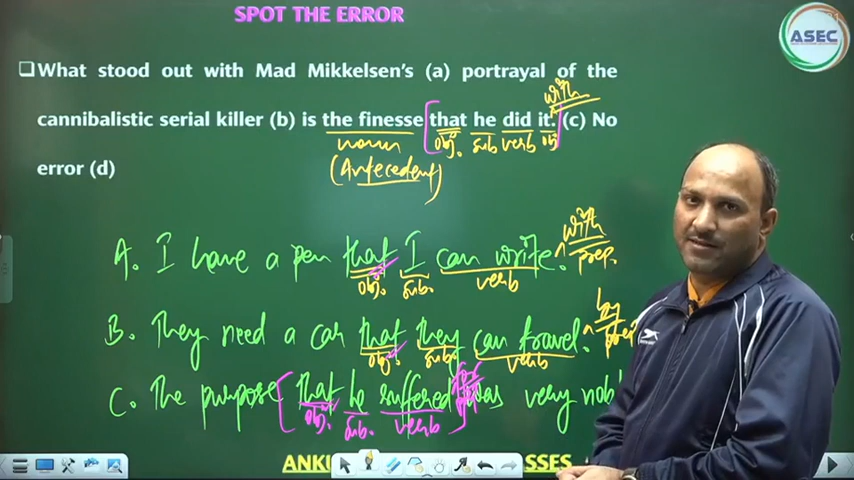 SPOT THE ERROR
ASEC
❑What stood out with Mad Mikkelsen's (a) portrayal of the
with
cannibalistic serial killer (b) is the finesse [that he did it.] (c) No
noun obj. sub verb obj
error (d)
(Antecedent)
A. I have a pen that I can write ^ with.
obj. sub. verb prep.
B. They need a car that they can travel. ^ by
obj. sub. verb prep
C. The purpose [that he suffered for] was very nob
obj. sub. verb prep
ANKI SSES